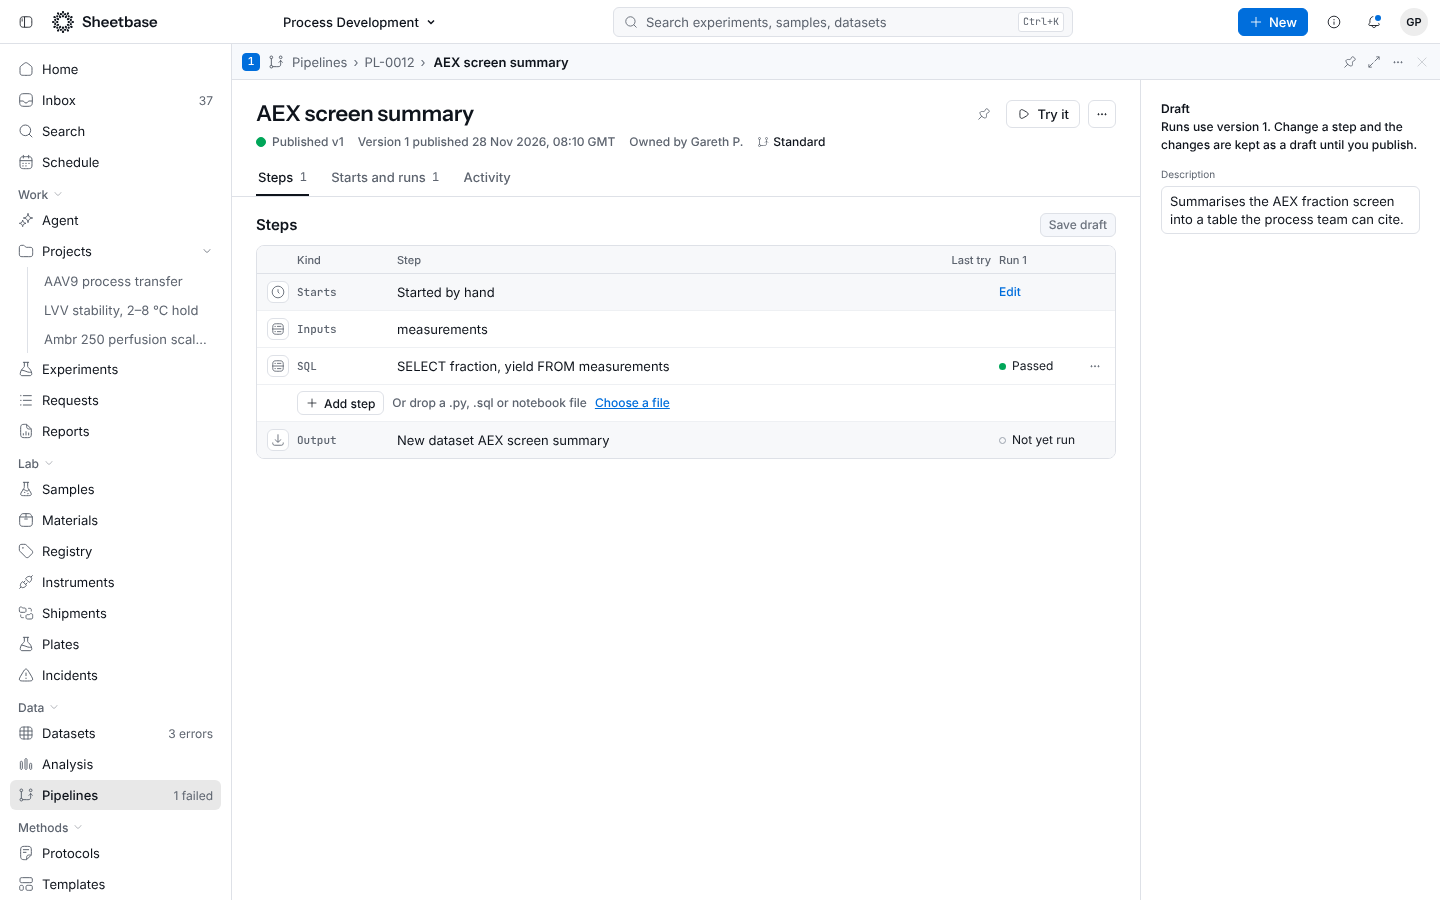 Sheetbase
Process Development
Search experiments, samples, datasets
Ctrl+K
New
GP
Home
Inbox 37
Search
Schedule
Work
Agent
Projects
AAV9 process transfer
LVV stability, 2–8 °C hold
Ambr 250 perfusion scal...
Experiments
Requests
Reports
Lab
Samples
Materials
Registry
Instruments
Shipments
Plates
Incidents
Data
Datasets 3 errors
Analysis
Pipelines 1 failed
Methods
Protocols
Templates
1 Pipelines › PL-0012 › AEX screen summary
AEX screen summary
Try it
Published v1 Version 1 published 28 Nov 2026, 08:10 GMT Owned by Gareth P. Standard
Steps 1 Starts and runs 1 Activity
Steps
Save draft
Kind Step Last try Run 1
Starts Started by hand Edit
Inputs measurements
SQL SELECT fraction, yield FROM measurements Passed
Add step Or drop a .py, .sql or notebook file Choose a file
Output New dataset AEX screen summary Not yet run
Draft
Runs use version 1. Change a step and the
changes are kept as a draft until you publish.
Description
Summarises the AEX fraction screen
into a table the process team can cite.